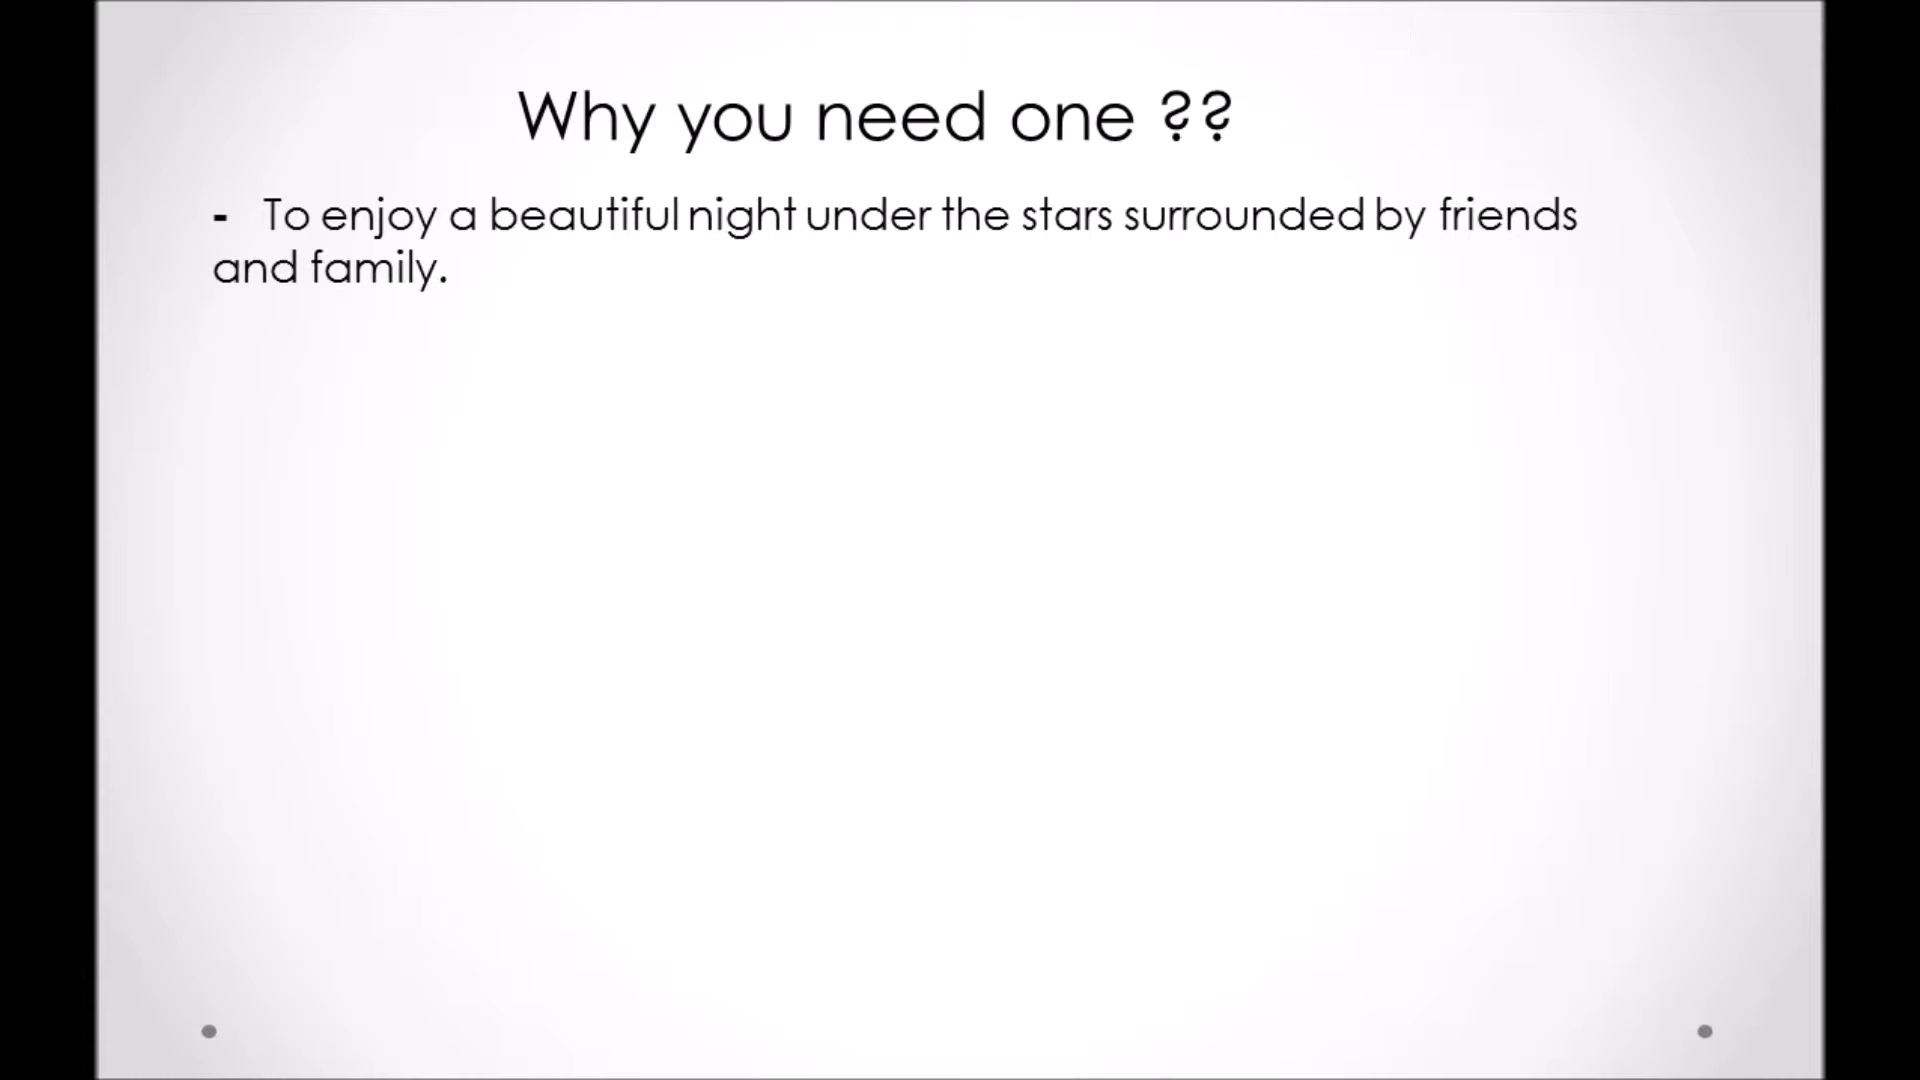 Why you need one ??
- To enjoy a beautiful night under the stars surrounded by friends
and family.